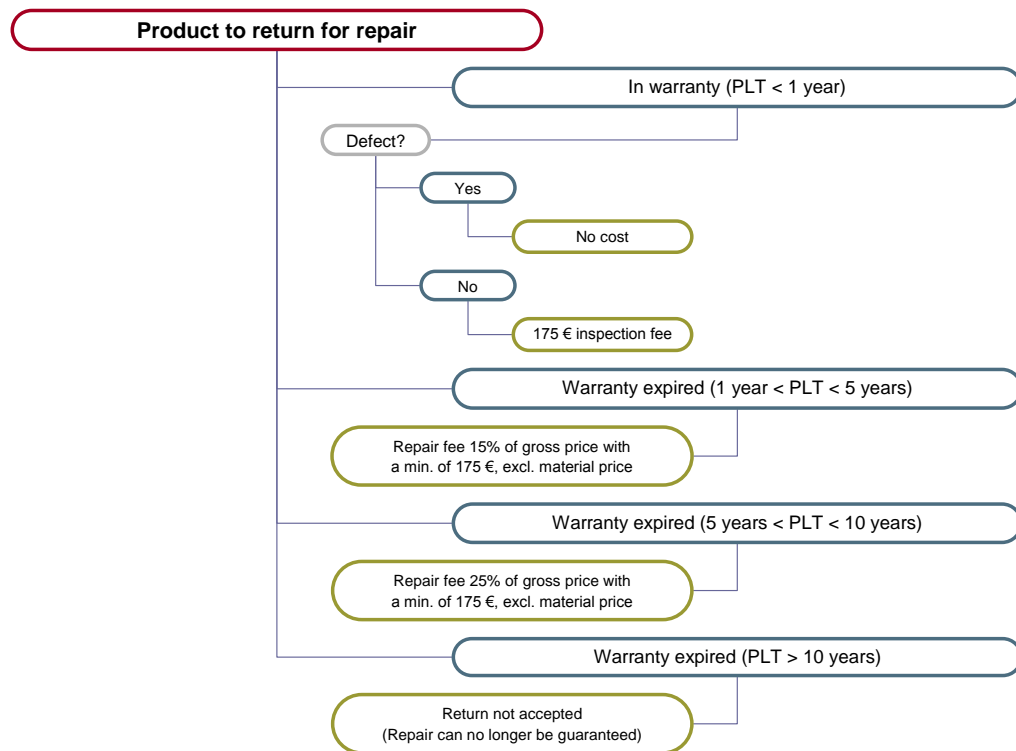 Product to return for repair
In warranty (PLT < 1 year)
Defect?
Yes
No cost
No
175 € inspection fee
Warranty expired (1 year < PLT < 5 years)
Repair fee 15% of gross price with
a min. of 175 €, excl. material price
Warranty expired (5 years < PLT < 10 years)
Repair fee 25% of gross price with
a min. of 175 €, excl. material price
Warranty expired (PLT > 10 years)
Return not accepted
(Repair can no longer be guaranteed)